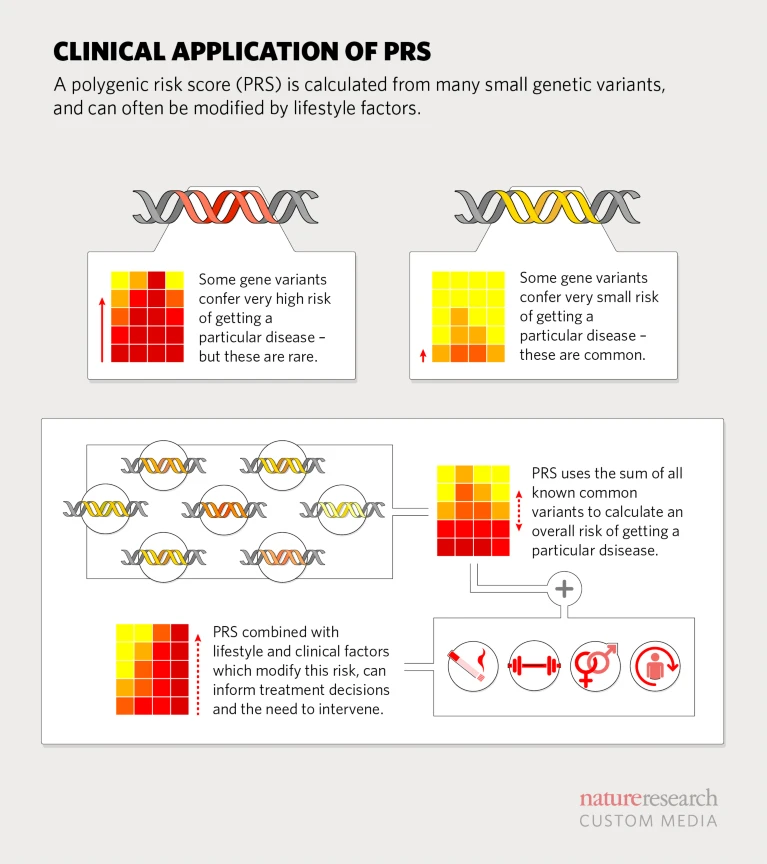 CLINICAL APPLICATION OF PRS
A polygenic risk score (PRS) is calculated from many small genetic variants,
and can often be modified by lifestyle factors.
Some gene variants
confer very high risk
of getting a
particular disease –
but these are rare.
Some gene variants
confer very small risk
of getting a
particular disease –
these are common.
PRS uses the sum of all
known common
variants to calculate an
overall risk of getting a
particular dsisease.
PRS combined with
lifestyle and clinical factors
which modify this risk, can
inform treatment decisions
and the need to intervene.
natureresearch
CUSTOM MEDIA